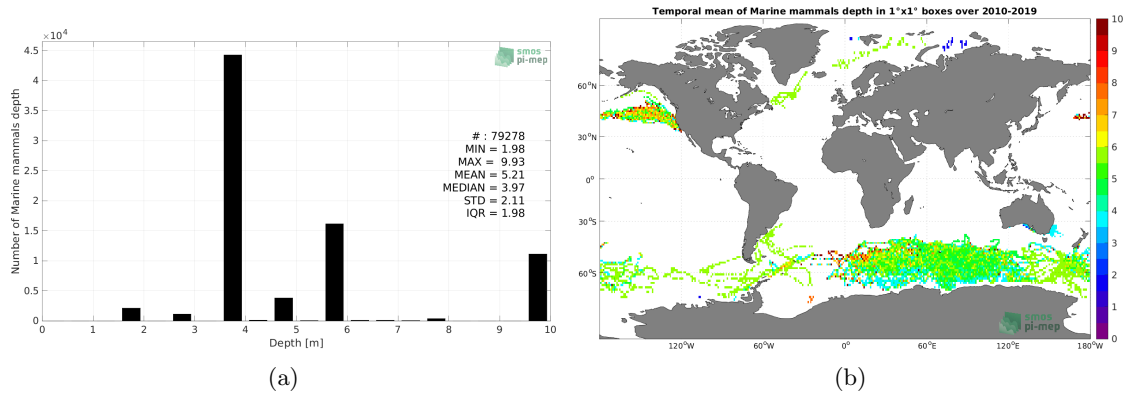 ×10⁴
4.5
4
3.5
3
2.5
2
1.5
1
0.5
0
Number of Marine mammals depth
smos
pi-mep
# : 79278
MIN = 1.98
MAX = 9.93
MEAN = 5.21
MEDIAN = 3.97
STD = 2.11
IQR = 1.98
0 1 2 3 4 5 6 7 8 9 10
Depth [m]
(a)
Temporal mean of Marine mammals depth in 1°x1° boxes over 2010-2019
60°N
30°N
0°
30°S
60°S
120°W 60°W 0° 60°E 120°E 180°W
smos
pi-mep
10
9
8
7
6
5
4
3
2
1
0
(b)